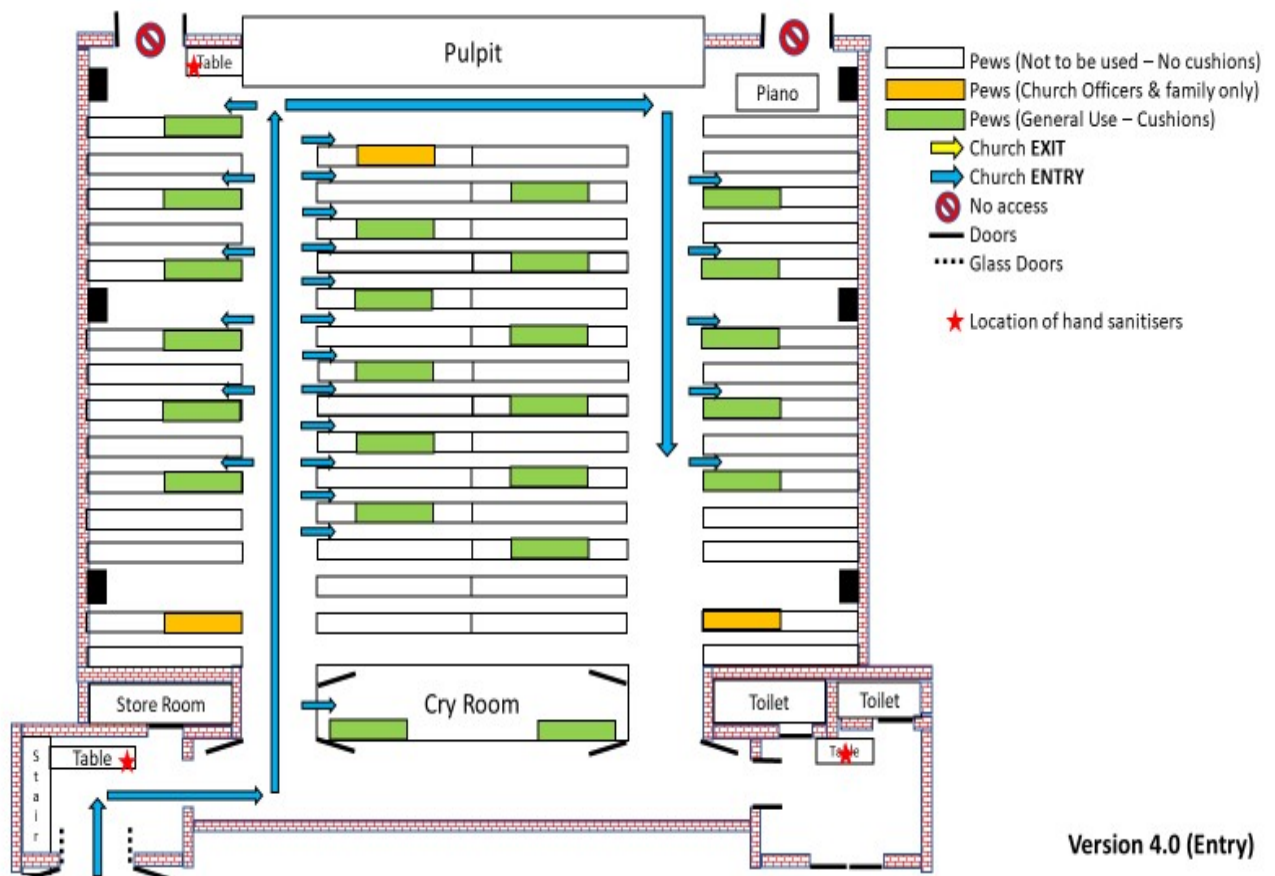 Pulpit
Table
Piano
Pews (Not to be used – No cushions)
Pews (Church Officers & family only)
Pews (General Use – Cushions)
Church EXIT
Church ENTRY
No access
Doors
Glass Doors
Location of hand sanitisers
Store Room
Cry Room
Toilet
Toilet
Stair
Table
Table
Version 4.0 (Entry)